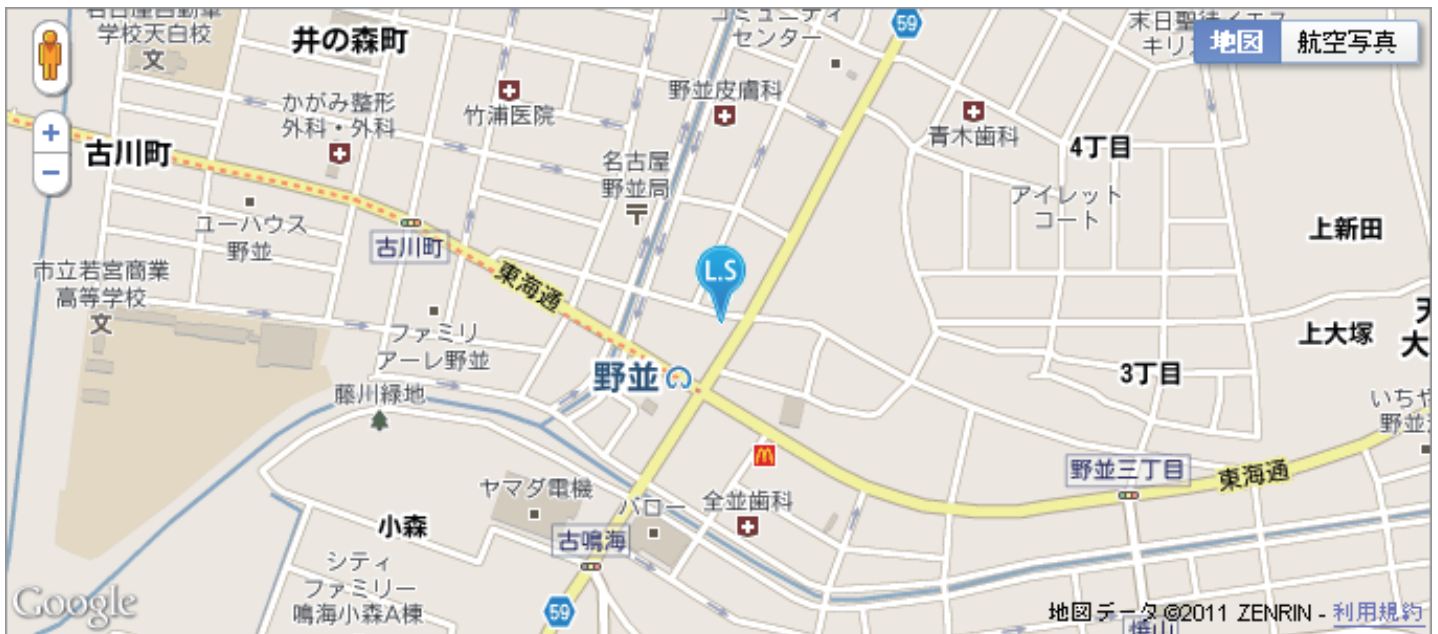 名古屋自動車
学校天白校
文
井の森町
コミュニティ
センター
59
末日聖徒イエス
キリ
地図
航空写真
かがみ整形
外科・外科
竹浦医院
野並皮膚科
青木歯科
4丁目
+
−
古川町
名古屋
野並局
〒
アイレット
コート
ユーハウス
野並
古川町
上新田
市立若宮商業
高等学校
文
東海通
L.S
ファミリ
アーレ野並
上大塚
天
大
野並
3丁目
藤川緑地
いちや
野並
ヤマダ電機
バロー
全並歯科
野並三丁目
東海通
小森
古鳴海
シティ
ファミリー
鳴海小森A棟
Google
59
地図データ ©2011 ZENRIN - 利用規約
焼山